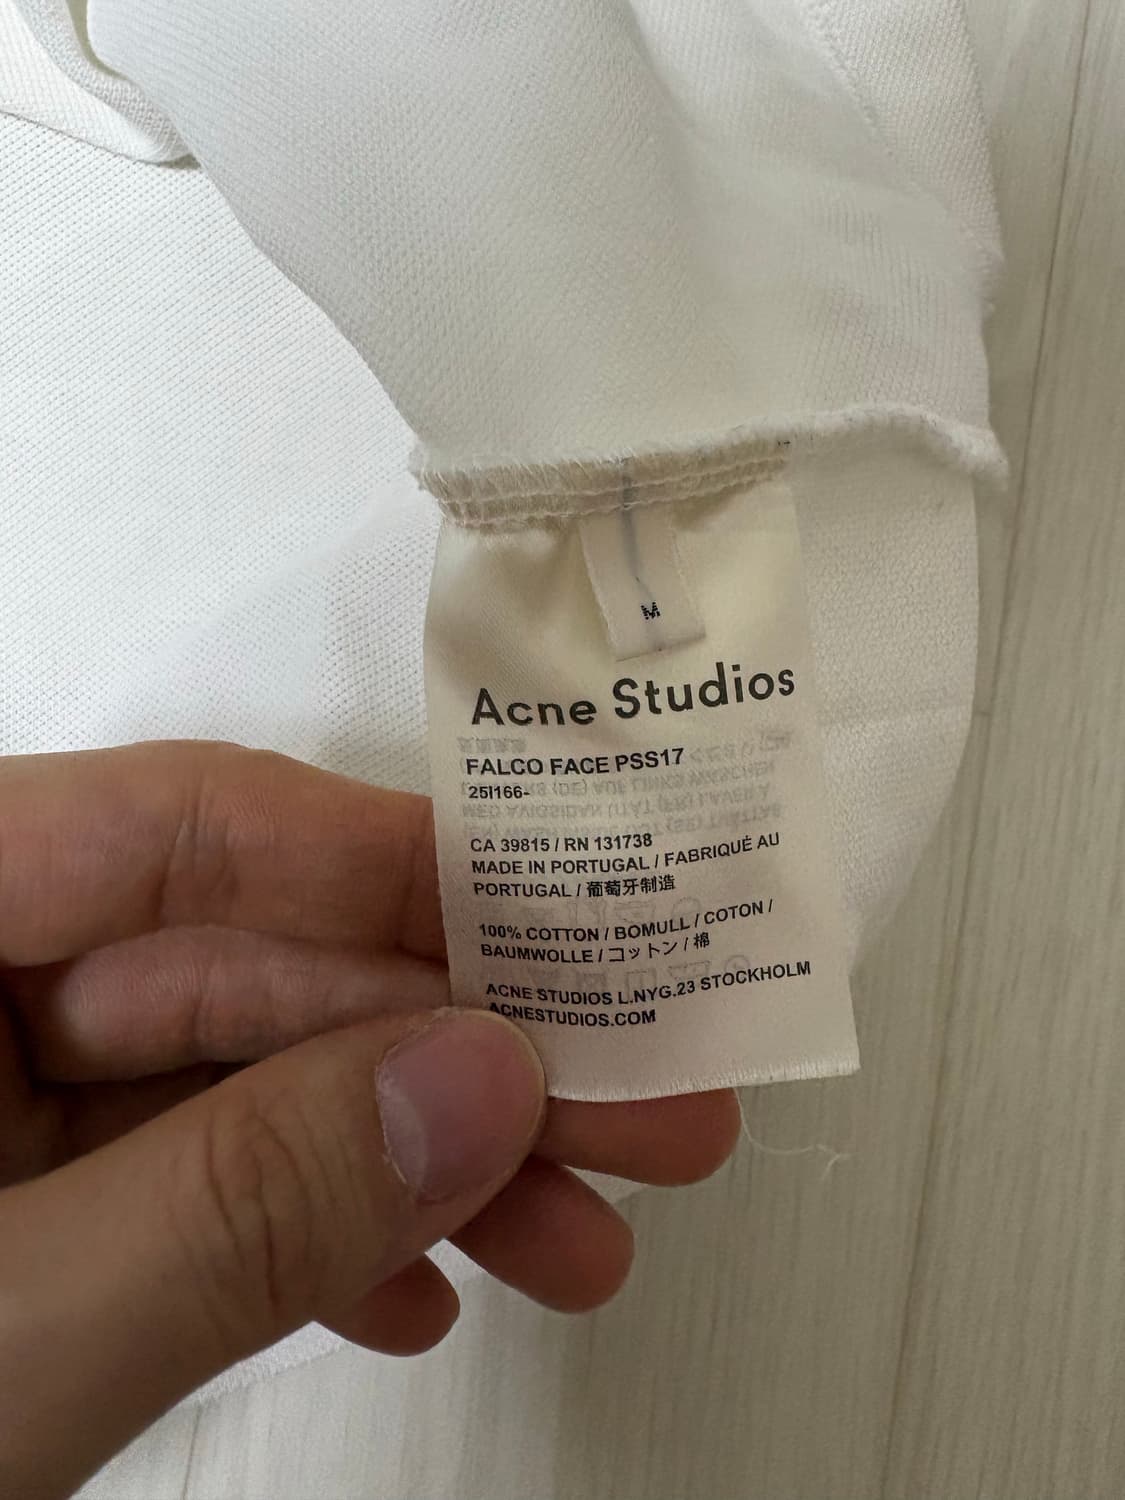 M
Acne Studios
FALCO FACE PSS17
25I166-
CA 39815 / RN 131738
MADE IN PORTUGAL / FABRIQUÉ AU
PORTUGAL / 葡萄牙制造
100% COTTON / BOMULL / COTON /
BAUMWOLLE / コットン / 棉
ACNE STUDIOS L.NYG.23 STOCKHOLM
ACNESTUDIOS.COM